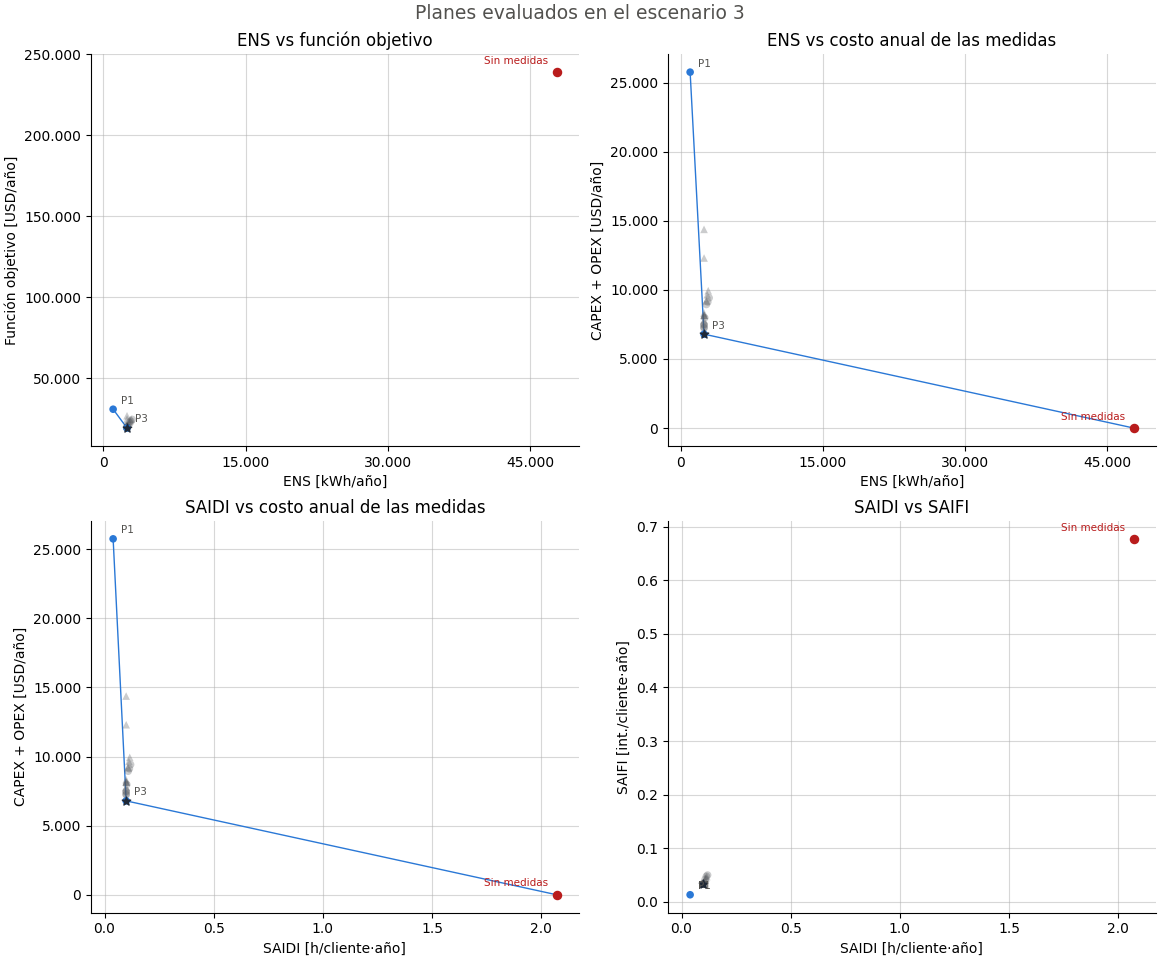 Planes evaluados en el escenario 3
ENS vs función objetivo
250.000
200.000
150.000
100.000
50.000
Función objetivo [USD/año]
Sin medidas
P1
P3
0
15.000
30.000
45.000
ENS [kWh/año]
ENS vs costo anual de las medidas
25.000
20.000
15.000
10.000
5.000
0
CAPEX + OPEX [USD/año]
P1
P3
Sin medidas
0
15.000
30.000
45.000
ENS [kWh/año]
SAIDI vs costo anual de las medidas
25.000
20.000
15.000
10.000
5.000
0
CAPEX + OPEX [USD/año]
P1
P3
Sin medidas
0.0
0.5
1.0
1.5
2.0
SAIDI [h/cliente·año]
SAIDI vs SAIFI
0.7
0.6
0.5
0.4
0.3
0.2
0.1
0.0
SAIFI [int./cliente·año]
Sin medidas
0.0
0.5
1.0
1.5
2.0
SAIDI [h/cliente·año]